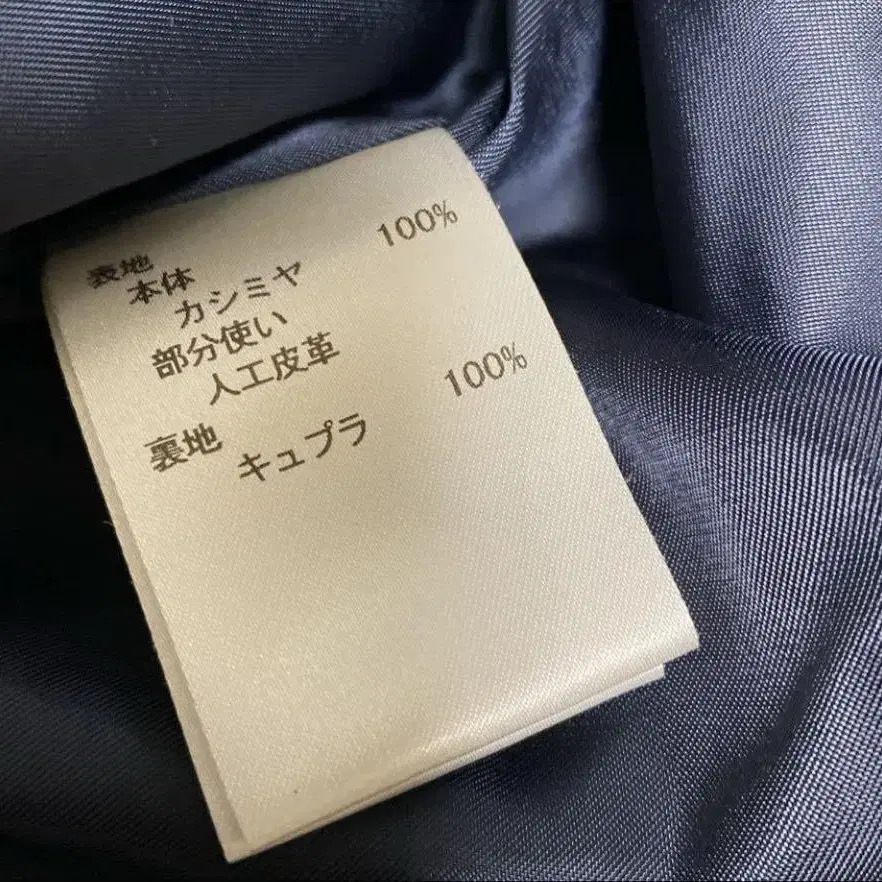 表地
本体
カシミヤ 100%
部分使い
人工皮革
裏地
キュプラ 100%